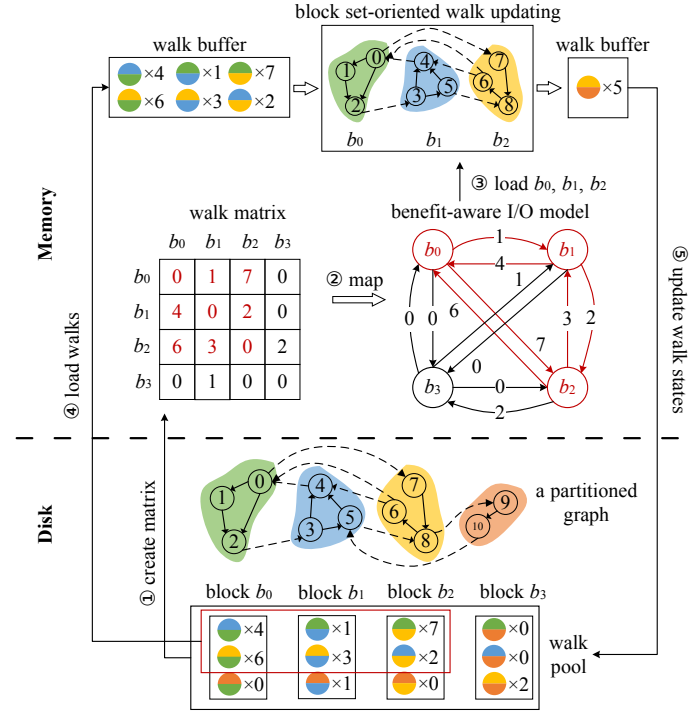 block set-oriented walk updating
walk buffer
×4 ×1 ×7
×6 ×3 ×2
0 1 2
4 3 5
7 6 8
b0 b1 b2
walk buffer
×5
Memory
③ load b0, b1, b2
walk matrix
b0 b1 b2 b3
b0 0 1 7 0
b1 4 0 2 0
b2 6 3 0 2
b3 0 1 0 0
② map
benefit-aware I/O model
b0 1 b1
4
1
0 0 6 3 2
7
0
b3 0 b2
2
④ load walks
① create matrix
⑤ update walk states
Disk
0 1 2
4 3 5
7 6 8
9 10
a partitioned
graph
block b0 block b1 block b2 block b3
×4 ×1 ×7 ×0
×6 ×3 ×2 ×0
×0 ×1 ×0 ×2
walk
pool